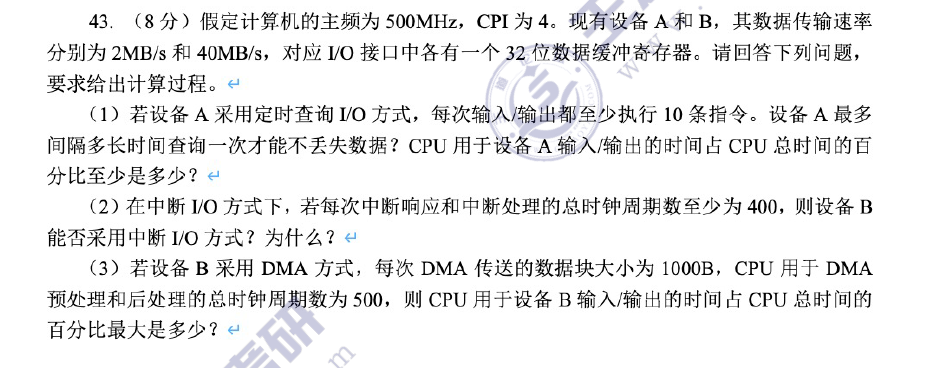 43. (8 分) 假定计算机的主频为 500MHz，CPI 为 4。现有设备 A 和 B，其数据传输速率
分别为 2MB/s 和 40MB/s，对应 I/O 接口中各有一个 32 位数据缓冲寄存器。请回答下列问题，
要求给出计算过程。
（1）若设备 A 采用定时查询 I/O 方式，每次输入/输出都至少执行 10 条指令。设备 A 最多
间隔多长时间查询一次才能不丢失数据？CPU 用于设备 A 输入/输出的时间占 CPU 总时间的百
分比至少是多少？
（2）在中断 I/O 方式下，若每次中断响应和中断处理的总时钟周期数至少为 400，则设备 B
能否采用中断 I/O 方式？为什么？
（3）若设备 B 采用 DMA 方式，每次 DMA 传送的数据块大小为 1000B，CPU 用于 DMA
预处理和后处理的总时钟周期数为 500，则 CPU 用于设备 B 输入/输出的时间占 CPU 总时间的
百分比最大是多少？